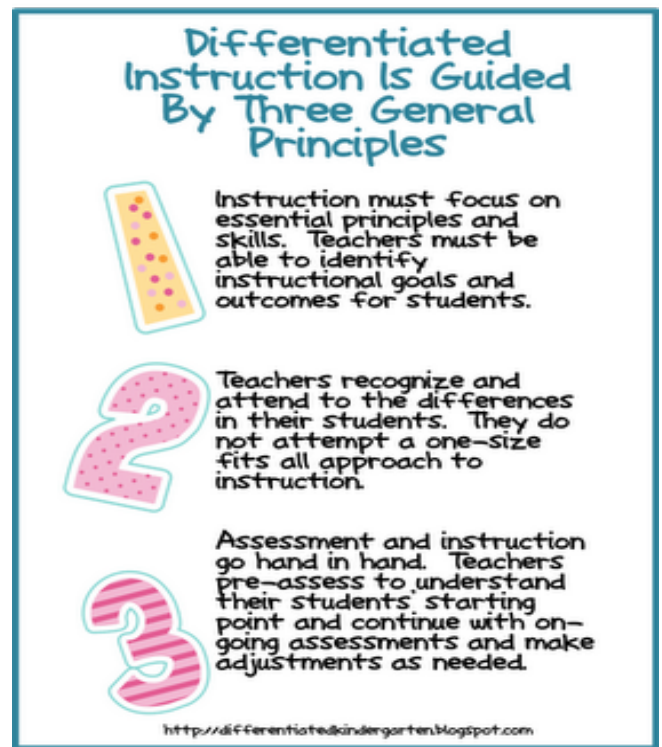 Differentiated
Instruction Is Guided
By Three General
Principles
1
Instruction must focus on
essential principles and
skills. Teachers must be
able to identify
instructional goals and
outcomes for students.
2
Teachers recognize and
attend to the differences
in their students. They do
not attempt a one-size
fits all approach to
instruction.
3
Assessment and instruction
go hand in hand. Teachers
pre-assess to understand
their students' starting
point and continue with on-
going assessments and make
adjustments as needed.
http://differentiatedkindergarten.blogspot.com